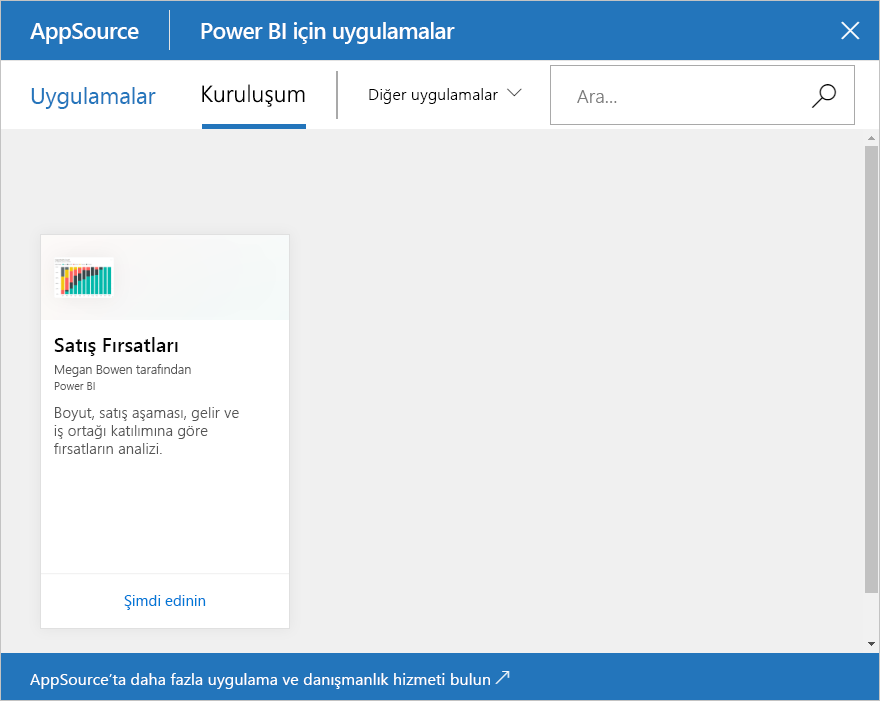 AppSource
Power BI için uygulamalar
Uygulamalar
Kuruluşum
Diğer uygulamalar
Ara...
Satış Fırsatları
Megan Bowen tarafından
Power BI
Boyut, satış aşaması, gelir ve
iş ortağı katılımına göre
fırsatların analizi.
Şimdi edinin
AppSource’ta daha fazla uygulama ve danışmanlık hizmeti bulun